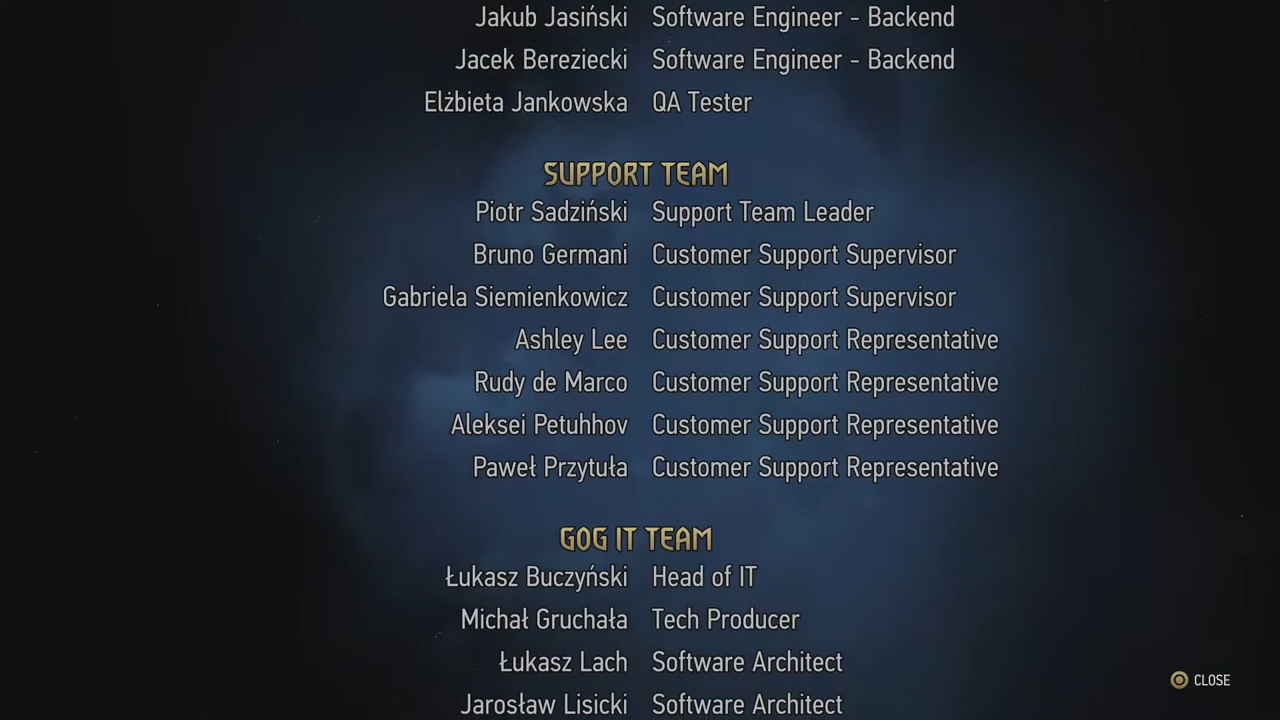 Jakub Jasiński Software Engineer - Backend
Jacek Bereziecki Software Engineer - Backend
Elżbieta Jankowska QA Tester
SUPPORT TEAM
Piotr Sadziński Support Team Leader
Bruno Germani Customer Support Supervisor
Gabriela Siemienkowicz Customer Support Supervisor
Ashley Lee Customer Support Representative
Rudy de Marco Customer Support Representative
Aleksei Petuhhov Customer Support Representative
Paweł Przytuła Customer Support Representative
GOG IT TEAM
Łukasz Buczyński Head of IT
Michał Gruchała Tech Producer
Łukasz Lach Software Architect
Jarosław Lisicki Software Architect
CLOSE